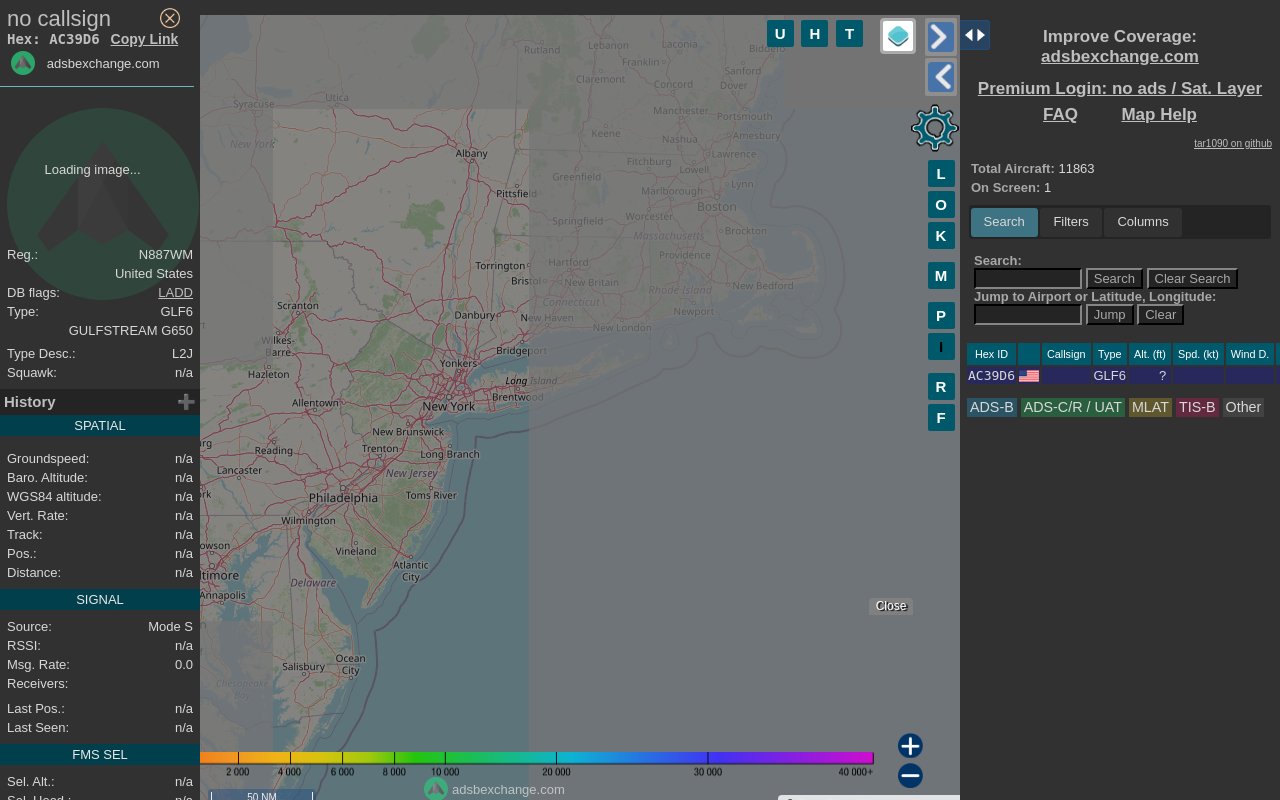 no callsign
Hex: AC39D6 Copy Link
adsbexchange.com
Loading image...
Reg.: N887WM
United States
DB flags: LADD
Type: GLF6
GULFSTREAM G650
Type Desc.: L2J
Squawk: n/a
History
SPATIAL
Groundspeed: n/a
Baro. Altitude: n/a
WGS84 altitude: n/a
Vert. Rate: n/a
Track: n/a
Pos.: n/a
Distance: n/a
SIGNAL
Source: Mode S
RSSI: n/a
Msg. Rate: 0.0
Receivers:
Last Pos.: n/a
Last Seen: n/a
FMS SEL
Sel. Alt.: n/a
U H T
Rutland
Lebanon
Laconia
Franklin
Sanford
Claremont
Concord
Dover
Syracuse
Utica
Manchester
Portsmouth
Keene
Nashua
Amesbury
New York
Albany
Lawrence
Fitchburg
Lowell
Greenfield
Pittsfield
Marlborough
Lynn
Boston
Worcester
Springfield
Brockton
Massachusetts
Providence
Torrington
Hartford
Bristol
New Britain
New Bedford
Rhode Island
Connecticut
Scranton
Danbury
New Haven
Newport
New London
Wilkes-Barre
Bridgeport
Hazleton
Yonkers
Long Island
Allentown
New York
Brentwood
New Brunswick
Reading
Trenton
Long Branch
Lancaster
New Jersey
Philadelphia
Toms River
Wilmington
Vineland
Atlantic City
Delaware
Annapolis
Ocean City
Salisbury
Chesapeake
L
O
K
M
P
I
R
F
Close
2 000 4 000 6 000 8 000 10 000 20 000 30 000 40 000+
adsbexchange.com
50 NM
Improve Coverage:
adsbexchange.com
Premium Login: no ads / Sat. Layer
FAQ Map Help
tar1090 on github
Total Aircraft: 11863
On Screen: 1
Search Filters Columns
Search:
Search Clear Search
Jump to Airport or Latitude, Longitude:
Jump Clear
Hex ID Callsign Type Alt. (ft) Spd. (kt) Wind D.
AC39D6 GLF6 ?
ADS-B ADS-C/R / UAT MLAT TIS-B Other